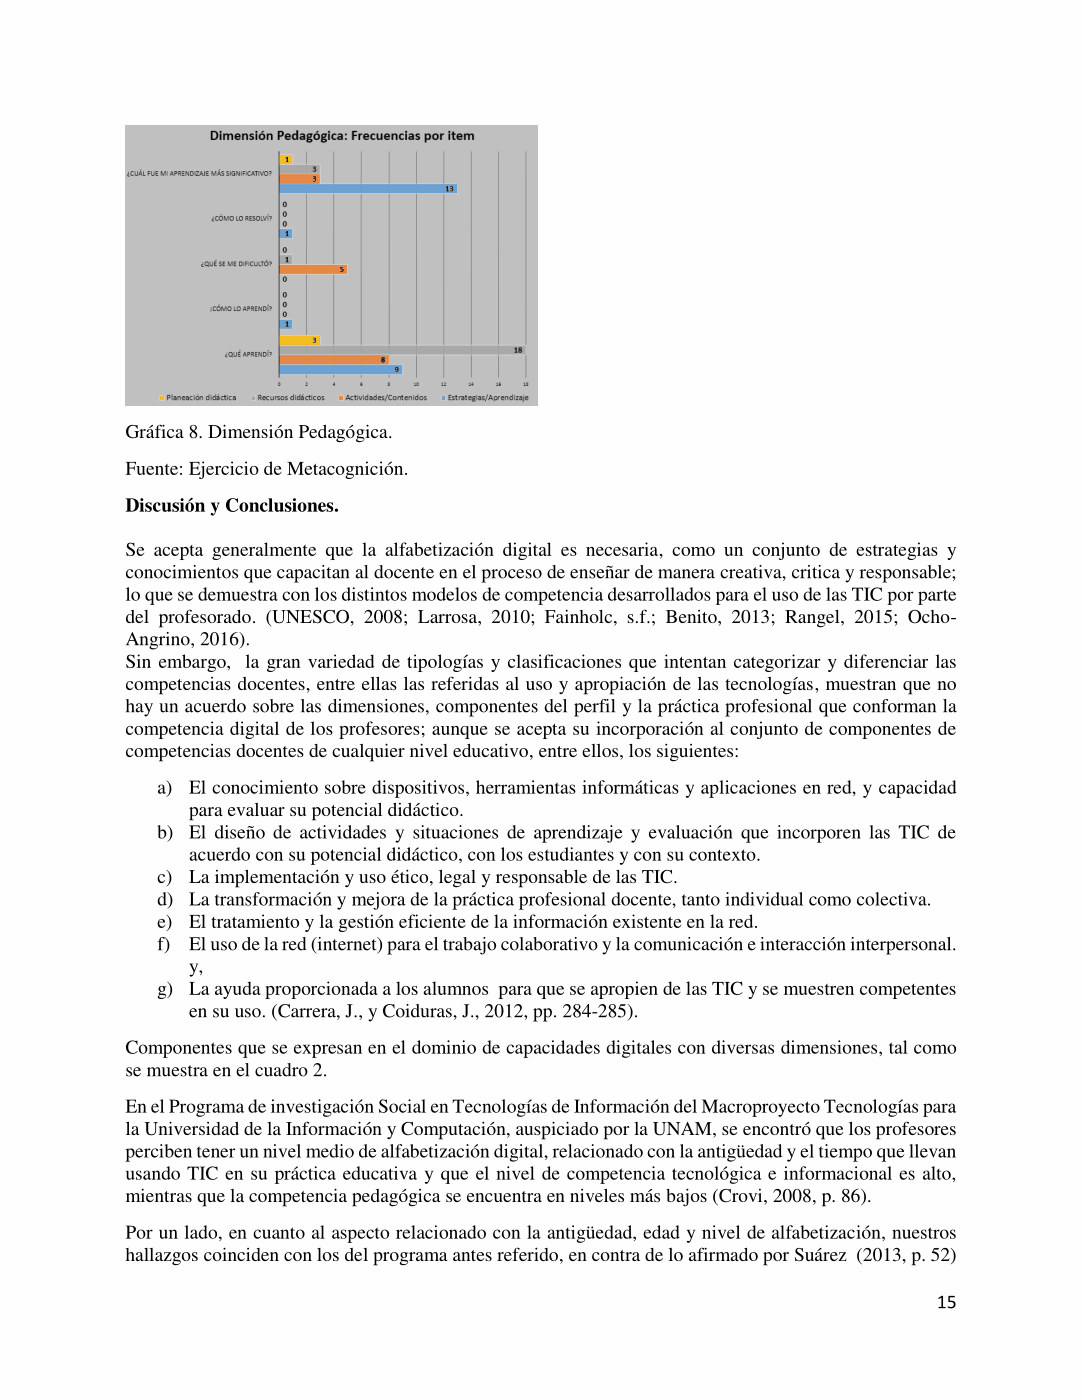 Dimensión Pedagógica: Frecuencias por item
1
3
¿CUÁL FUE MI APRENDIZAJE MÁS SIGNIFICATIVO?
3
13
0
0
¿CÓMO LO RESOLVÍ?
0
1
0
1
¿QUÉ SE ME DIFICULTÓ?
5
0
0
0
¿CÓMO LO APRENDÍ?
0
1
3
18
¿QUÉ APRENDÍ?
8
9
0 2 4 6 8 10 12 14 16 18
Planeación didáctica Recursos didácticos Actividades/Contenidos Estrategias/Aprendizaje
Gráfica 8. Dimensión Pedagógica.
Fuente: Ejercicio de Metacognición.
Discusión y Conclusiones.
Se acepta generalmente que la alfabetización digital es necesaria, como un conjunto de estrategias y
conocimientos que capacitan al docente en el proceso de enseñar de manera creativa, critica y responsable;
lo que se demuestra con los distintos modelos de competencia desarrollados para el uso de las TIC por parte
del profesorado. (UNESCO, 2008; Larrosa, 2010; Fainholc, s.f.; Benito, 2013; Rangel, 2015; Ocho-
Angrino, 2016).
Sin embargo, la gran variedad de tipologías y clasificaciones que intentan categorizar y diferenciar las
competencias docentes, entre ellas las referidas al uso y apropiación de las tecnologías, muestran que no
hay un acuerdo sobre las dimensiones, componentes del perfil y la práctica profesional que conforman la
competencia digital de los profesores; aunque se acepta su incorporación al conjunto de componentes de
competencias docentes de cualquier nivel educativo, entre ellos, los siguientes:
a) El conocimiento sobre dispositivos, herramientas informáticas y aplicaciones en red, y capacidad
para evaluar su potencial didáctico.
b) El diseño de actividades y situaciones de aprendizaje y evaluación que incorporen las TIC de
acuerdo con su potencial didáctico, con los estudiantes y con su contexto.
c) La implementación y uso ético, legal y responsable de las TIC.
d) La transformación y mejora de la práctica profesional docente, tanto individual como colectiva.
e) El tratamiento y la gestión eficiente de la información existente en la red.
f) El uso de la red (internet) para el trabajo colaborativo y la comunicación e interacción interpersonal.
y,
g) La ayuda proporcionada a los alumnos para que se apropien de las TIC y se muestren competentes
en su uso. (Carrera, J., y Coiduras, J., 2012, pp. 284-285).
Componentes que se expresan en el dominio de capacidades digitales con diversas dimensiones, tal como
se muestra en el cuadro 2.
En el Programa de investigación Social en Tecnologías de Información del Macroproyecto Tecnologías para
la Universidad de la Información y Computación, auspiciado por la UNAM, se encontró que los profesores
perciben tener un nivel medio de alfabetización digital, relacionado con la antigüedad y el tiempo que llevan
usando TIC en su práctica educativa y que el nivel de competencia tecnológica e informacional es alto,
mientras que la competencia pedagógica se encuentra en niveles más bajos (Crovi, 2008, p. 86).
Por un lado, en cuanto al aspecto relacionado con la antigüedad, edad y nivel de alfabetización, nuestros
hallazgos coinciden con los del programa antes referido, en contra de lo afirmado por Suárez (2013, p. 52)
15